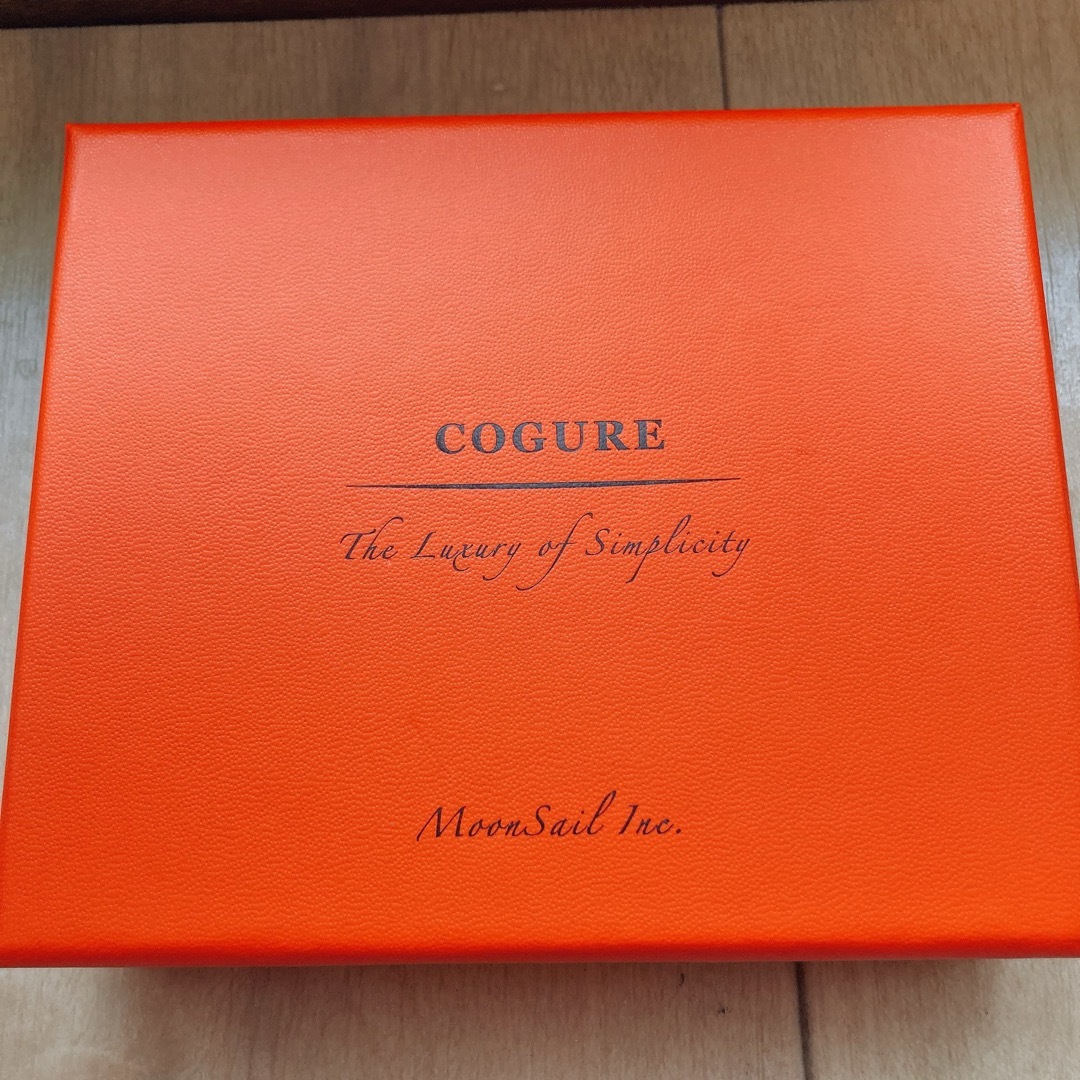 COGURE
The Luxury of Simplicity
MoonSail Inc.